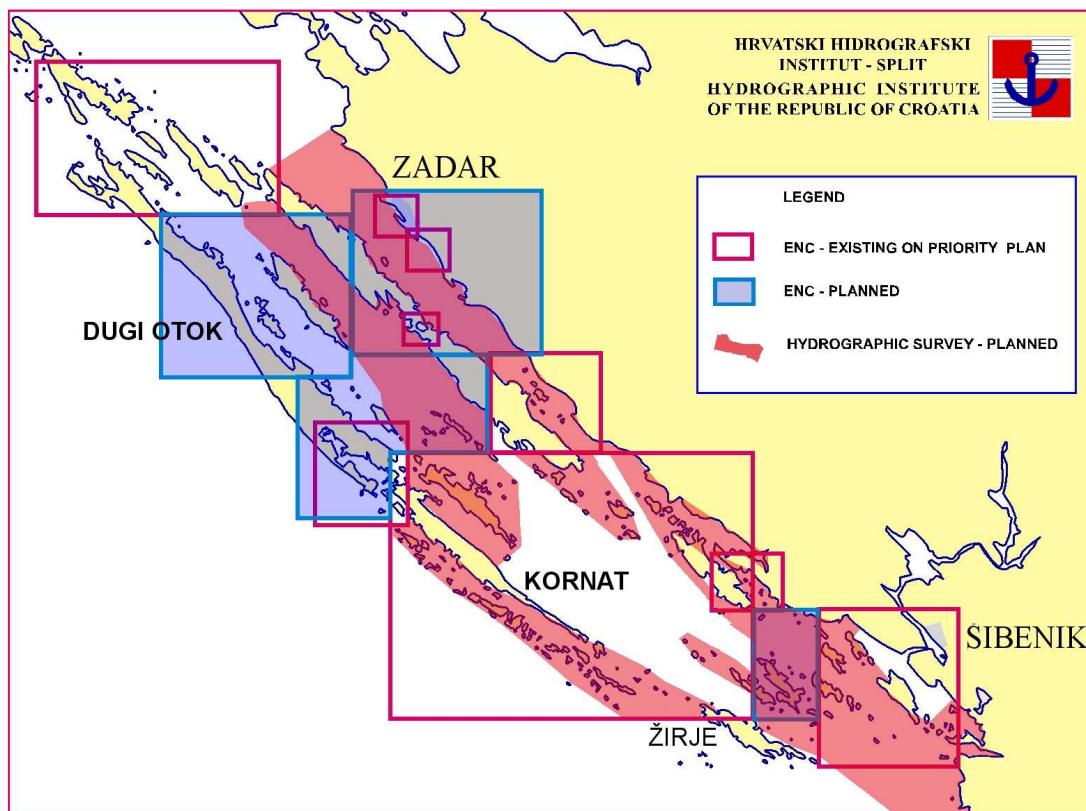 HRVATSKI HIDROGRAFSKI
INSTITUT - SPLIT
HYDROGRAPHIC INSTITUTE
OF THE REPUBLIC OF CROATIA
LEGEND
ENC - EXISTING ON PRIORITY PLAN
ENC - PLANNED
HYDROGRAPHIC SURVEY - PLANNED
ZADAR
DUGI OTOK
KORNAT
ŠIBENIK
ŽIRJE